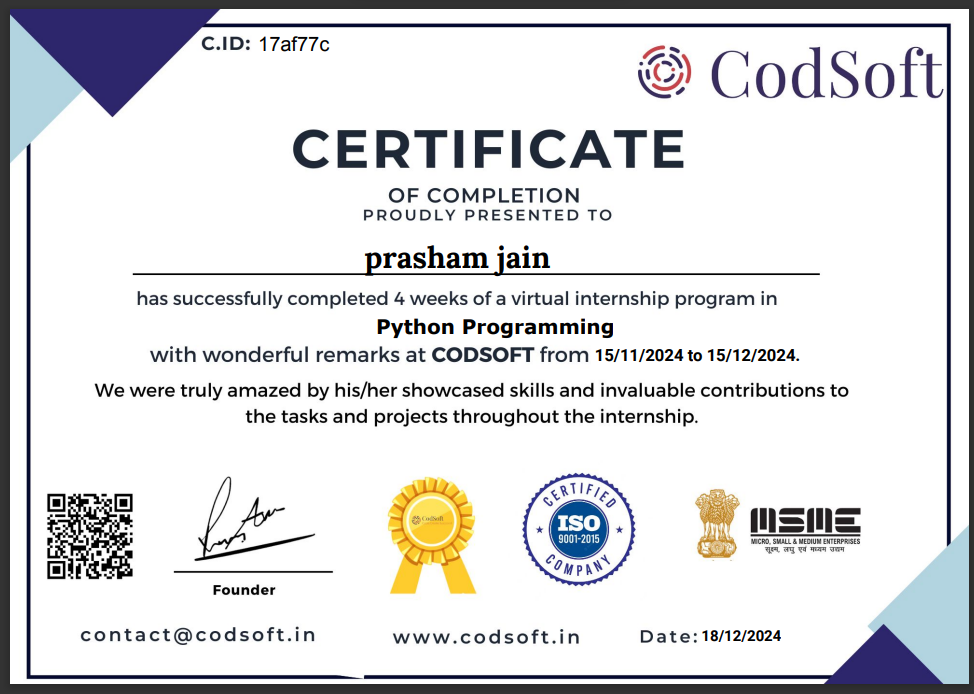 C.ID: 17af77c
CodSoft
CERTIFICATE
OF COMPLETION
PROUDLY PRESENTED TO
prasham jain
has successfully completed 4 weeks of a virtual internship program in
Python Programming
with wonderful remarks at CODSOFT from 15/11/2024 to 15/12/2024.
We were truly amazed by his/her showcased skills and invaluable contributions to
the tasks and projects throughout the internship.
Founder
CodSoft
CERTIFIED
ISO
9001-2015
COMPANY
MSME
MICRO, SMALL & MEDIUM ENTERPRISES
सूक्ष्म, लघु एवं मध्यम उद्यम
contact@codsoft.in
www.codsoft.in
Date: 18/12/2024